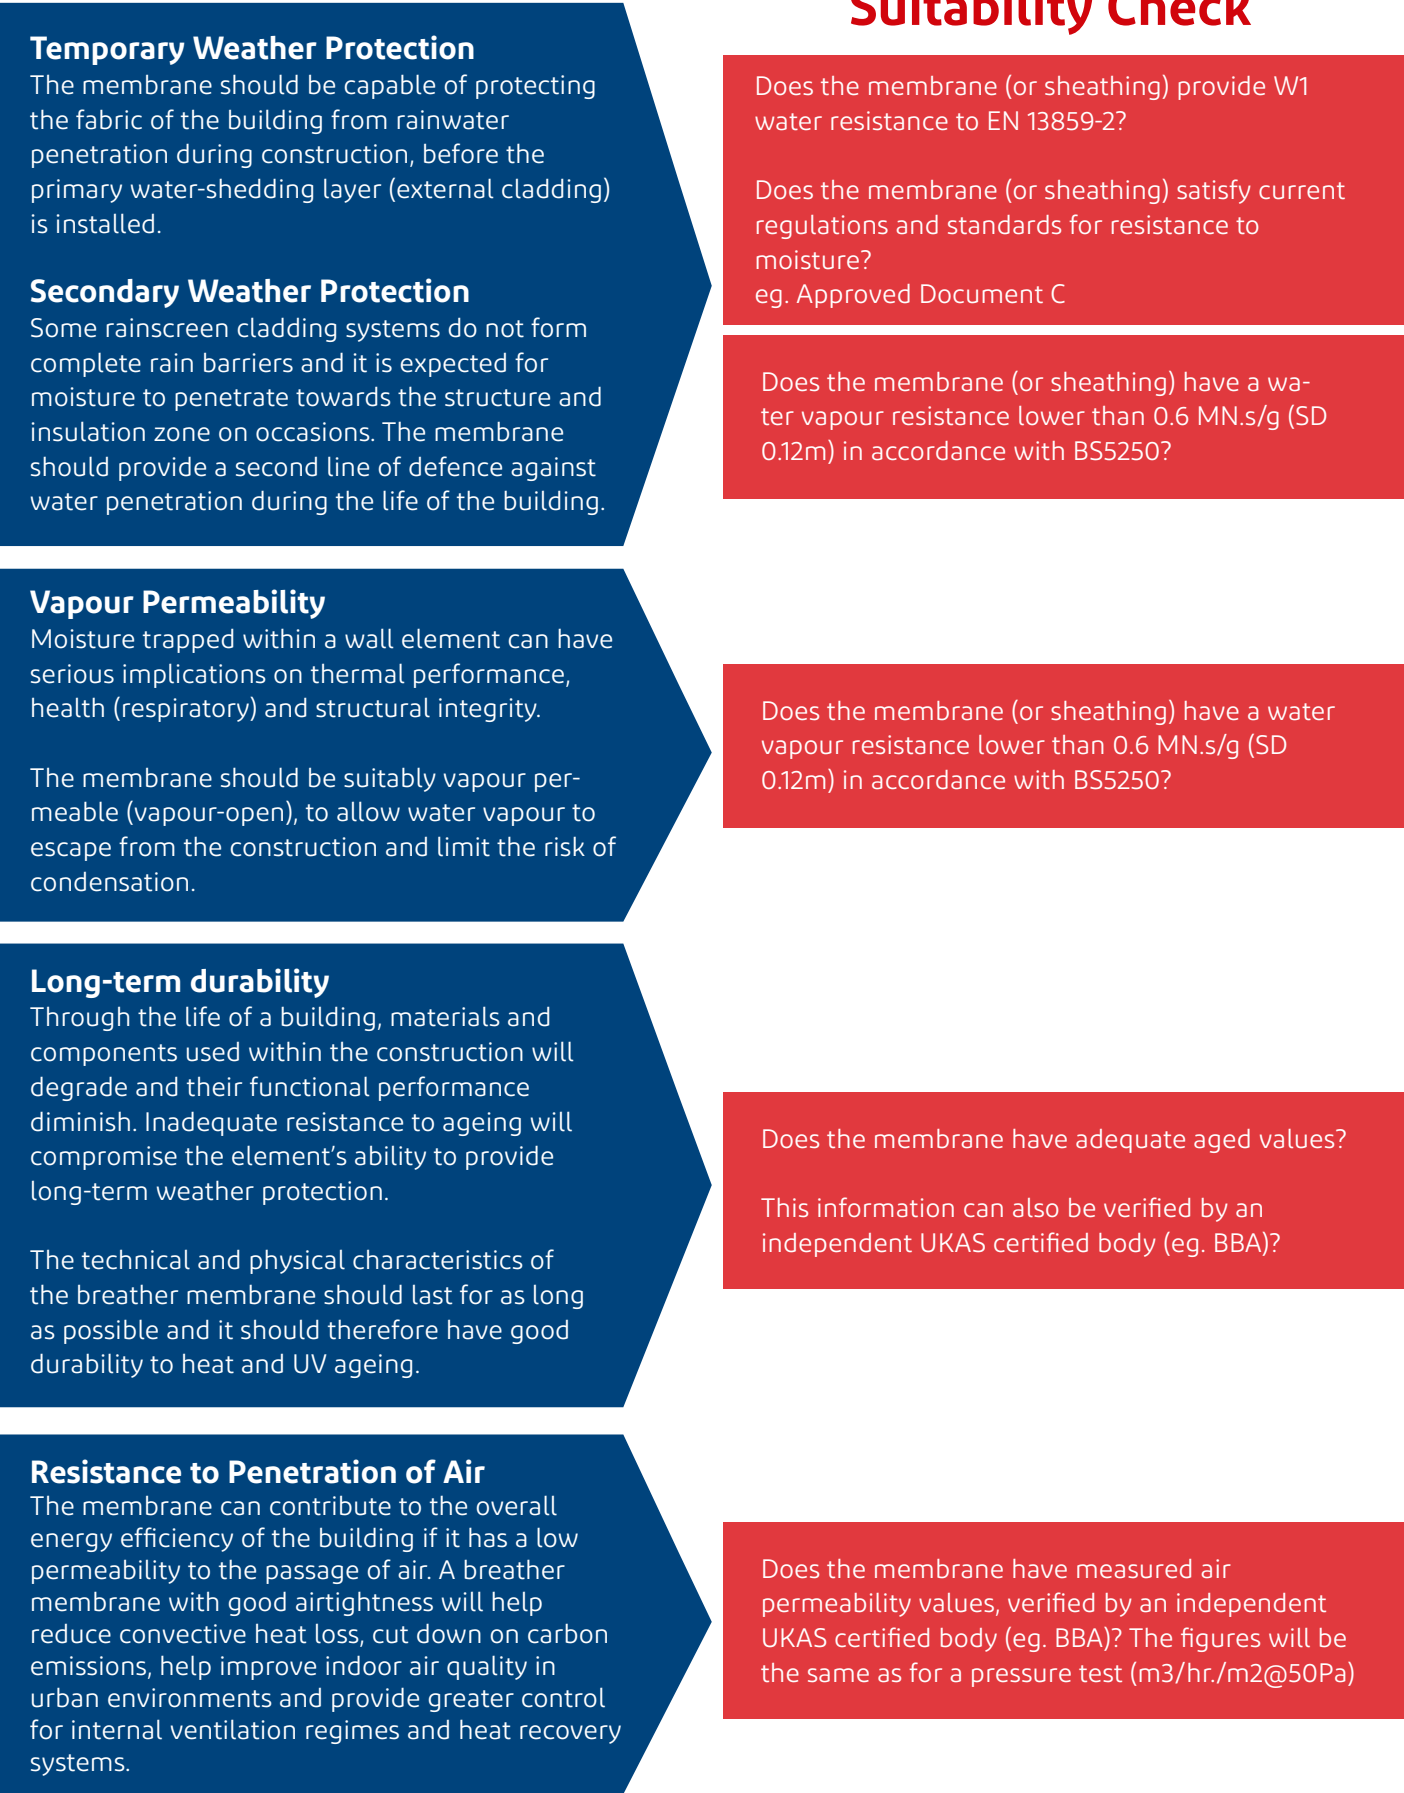 Suitability Check
Temporary Weather Protection
The membrane should be capable of protecting
the fabric of the building from rainwater
penetration during construction, before the
primary water-shedding layer (external cladding)
is installed.
Secondary Weather Protection
Some rainscreen cladding systems do not form
complete rain barriers and it is expected for
moisture to penetrate towards the structure and
insulation zone on occasions. The membrane
should provide a second line of defence against
water penetration during the life of the building.
Does the membrane (or sheathing) provide W1
water resistance to EN 13859-2?
Does the membrane (or sheathing) satisfy current
regulations and standards for resistance to
moisture?
eg. Approved Document C
Does the membrane (or sheathing) have a wa-
ter vapour resistance lower than 0.6 MN.s/g (SD
0.12m) in accordance with BS5250?
Vapour Permeability
Moisture trapped within a wall element can have
serious implications on thermal performance,
health (respiratory) and structural integrity.
The membrane should be suitably vapour per-
meable (vapour-open), to allow water vapour to
escape from the construction and limit the risk of
condensation.
Does the membrane (or sheathing) have a water
vapour resistance lower than 0.6 MN.s/g (SD
0.12m) in accordance with BS5250?
Long-term durability
Through the life of a building, materials and
components used within the construction will
degrade and their functional performance
diminish. Inadequate resistance to ageing will
compromise the element's ability to provide
long-term weather protection.
The technical and physical characteristics of
the breather membrane should last for as long
as possible and it should therefore have good
durability to heat and UV ageing.
Does the membrane have adequate aged values?
This information can also be verified by an
independent UKAS certified body (eg. BBA)?
Resistance to Penetration of Air
The membrane can contribute to the overall
energy efficiency of the building if it has a low
permeability to the passage of air. A breather
membrane with good airtightness will help
reduce convective heat loss, cut down on carbon
emissions, help improve indoor air quality in
urban environments and provide greater control
for internal ventilation regimes and heat recovery
systems.
Does the membrane have measured air
permeability values, verified by an independent
UKAS certified body (eg. BBA)? The figures will be
the same as for a pressure test (m3/hr./m2@50Pa)